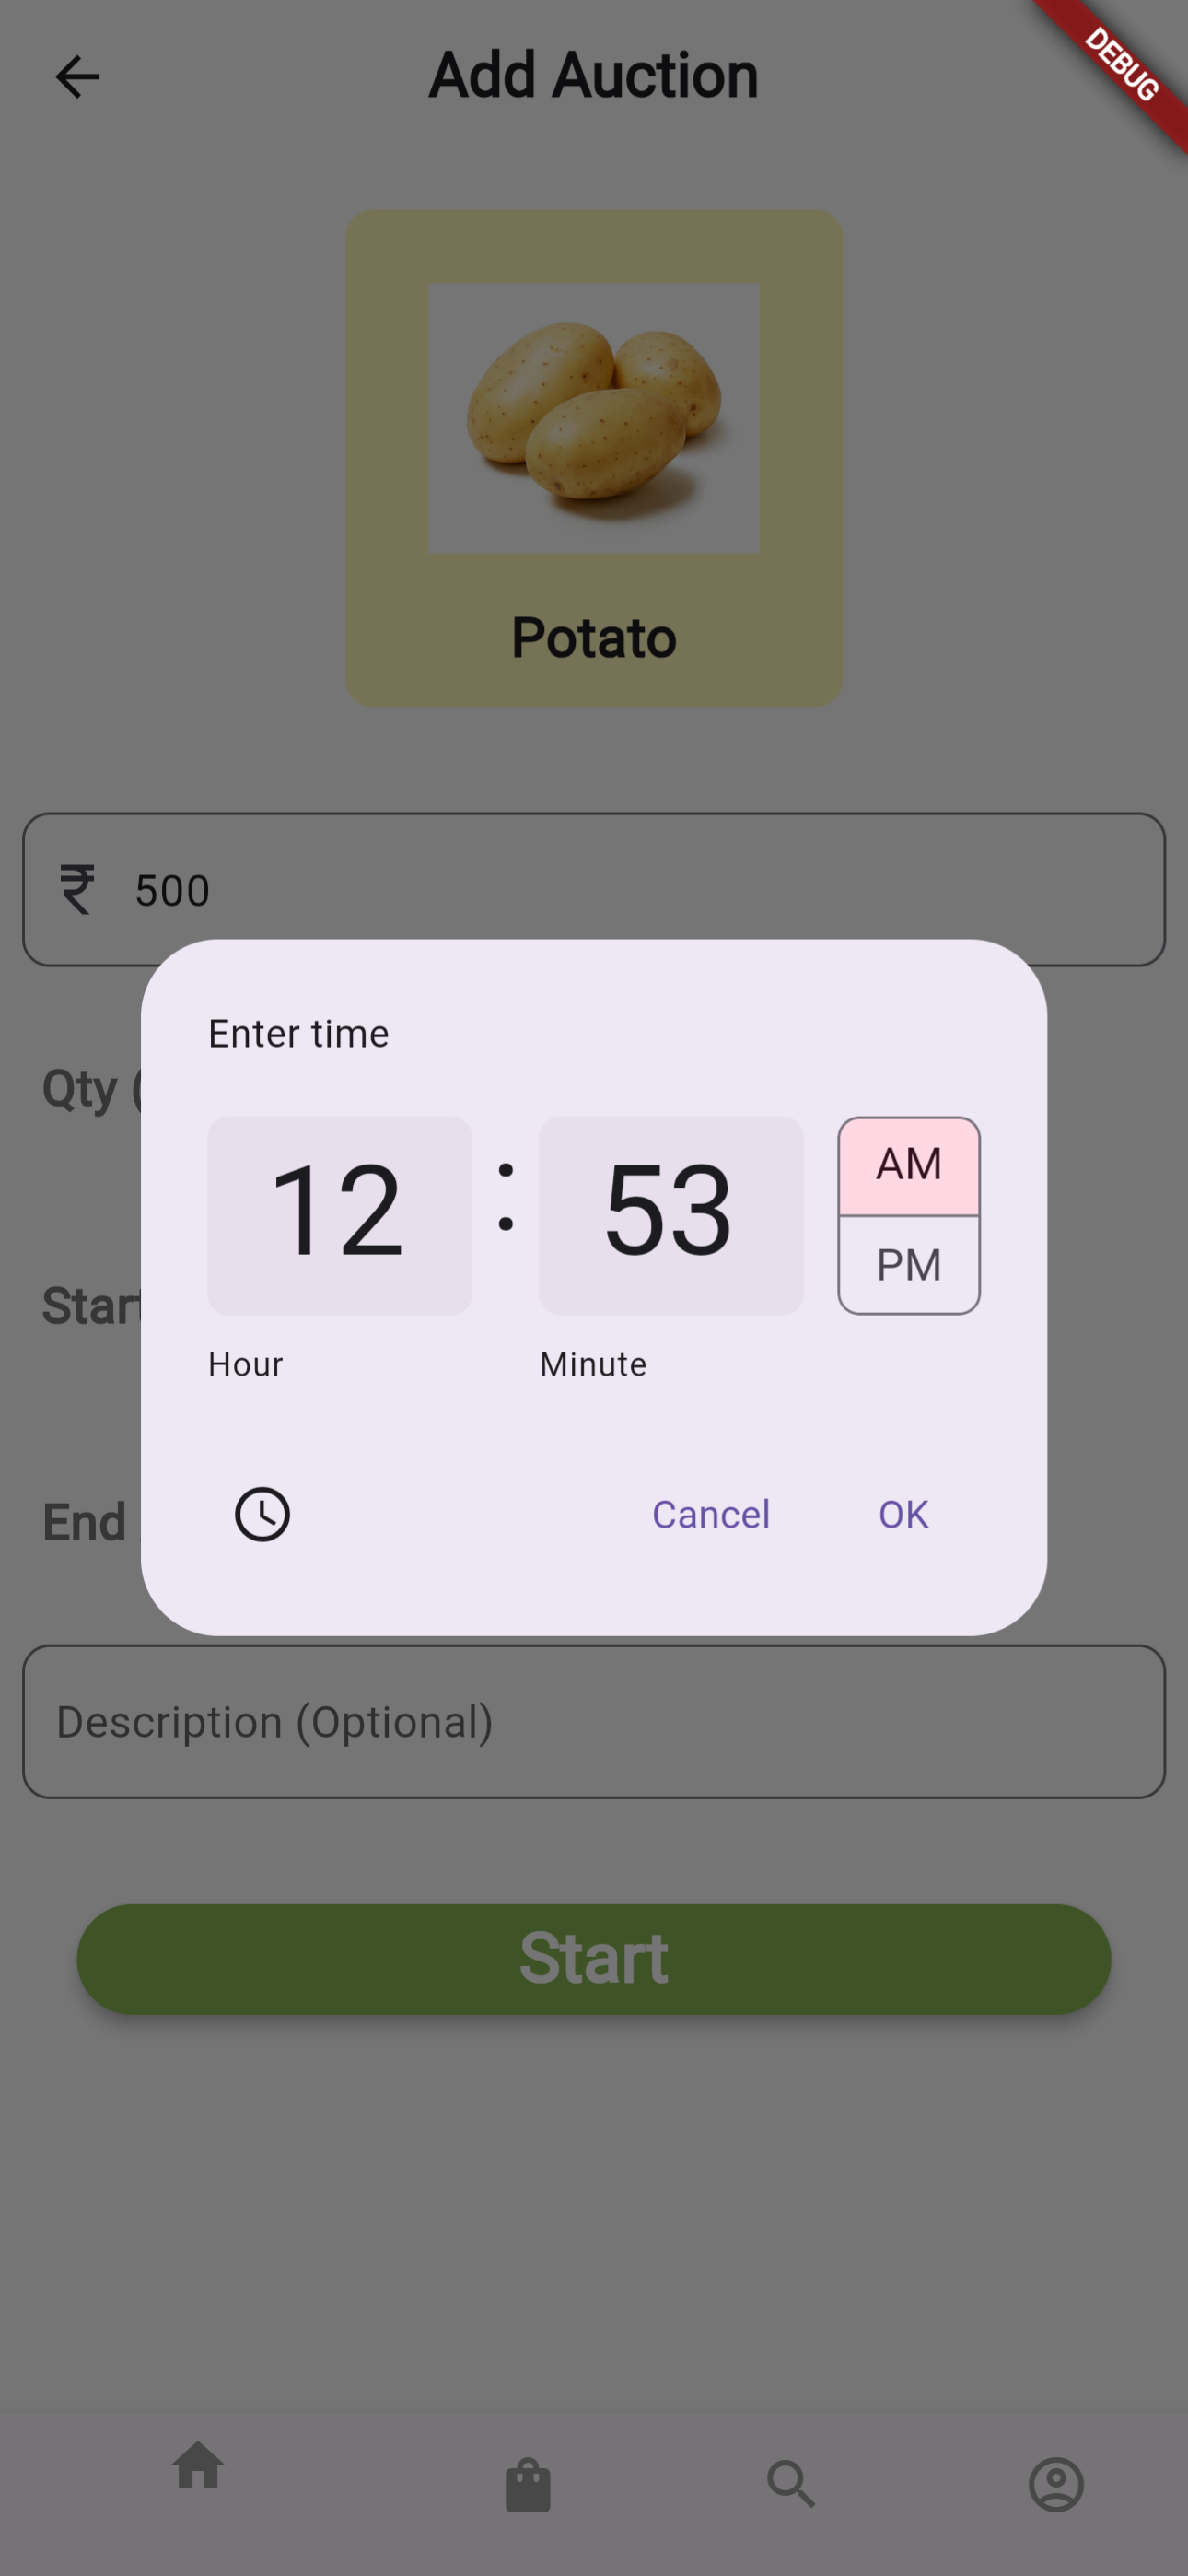 Add Auction
DEBUG
Potato
₹ 500
Qty (
Enter time
12 : 53
AM
PM
Hour Minute
Start
End
Cancel OK
Description (Optional)
Start